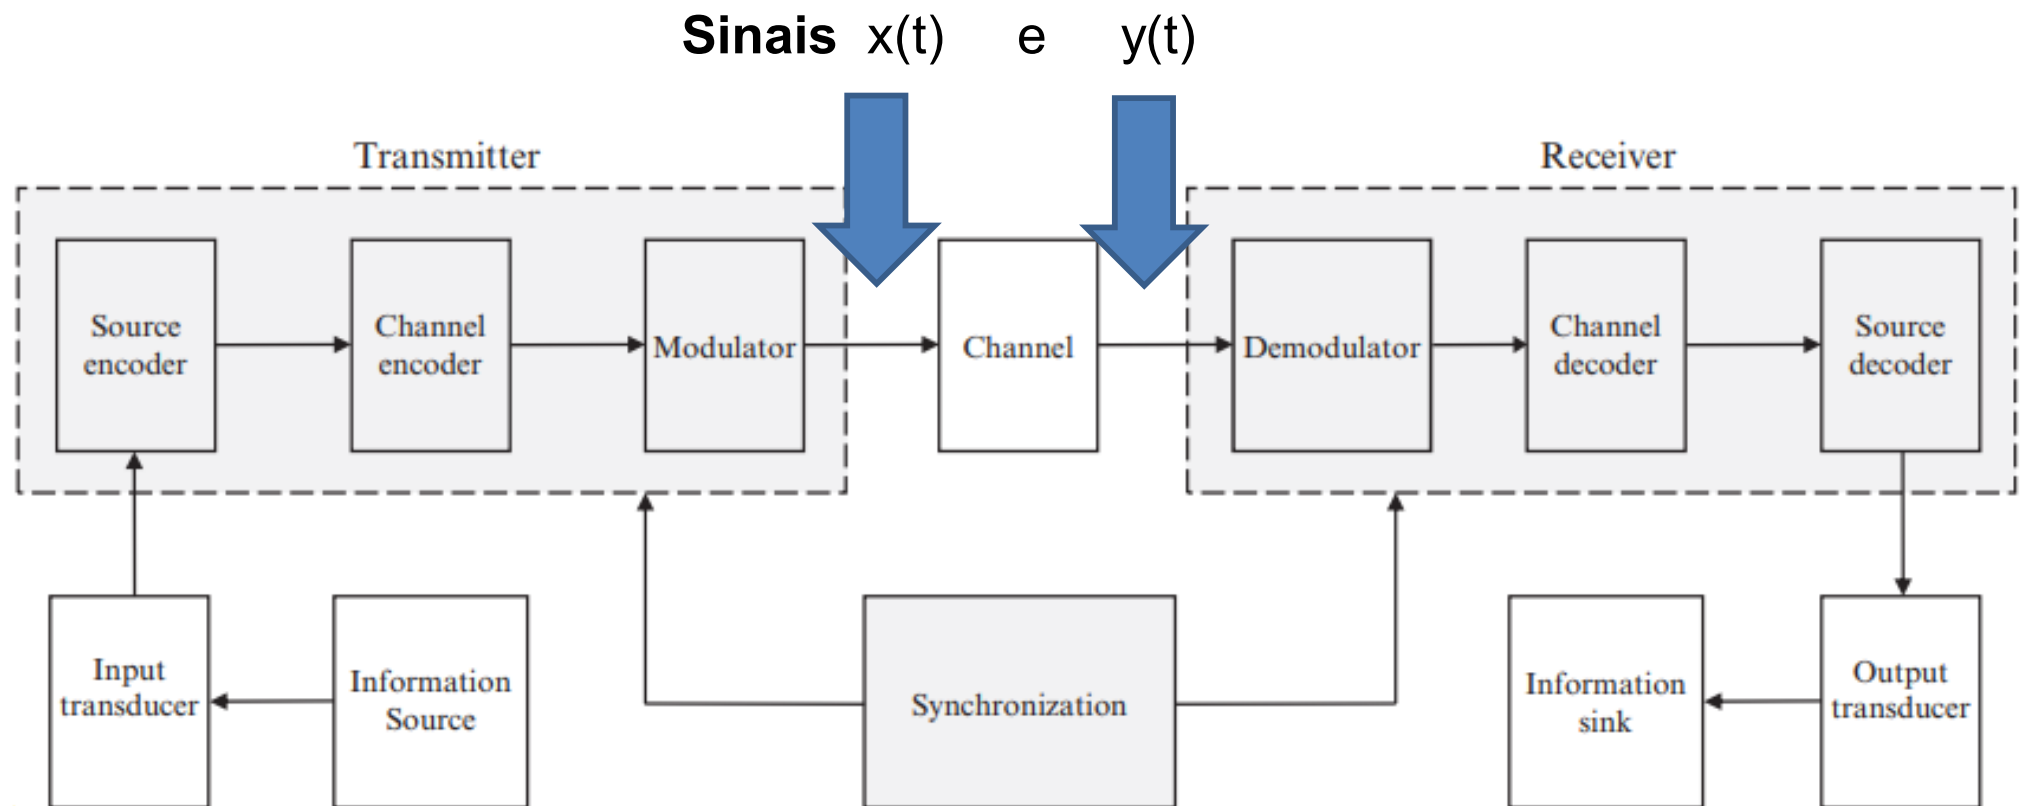 Sinais x(t) e y(t)
Transmitter
Receiver
Source
encoder
Channel
encoder
Modulator
Channel
Demodulator
Channel
decoder
Source
decoder
Input
transducer
Information
Source
Synchronization
Information
sink
Output
transducer